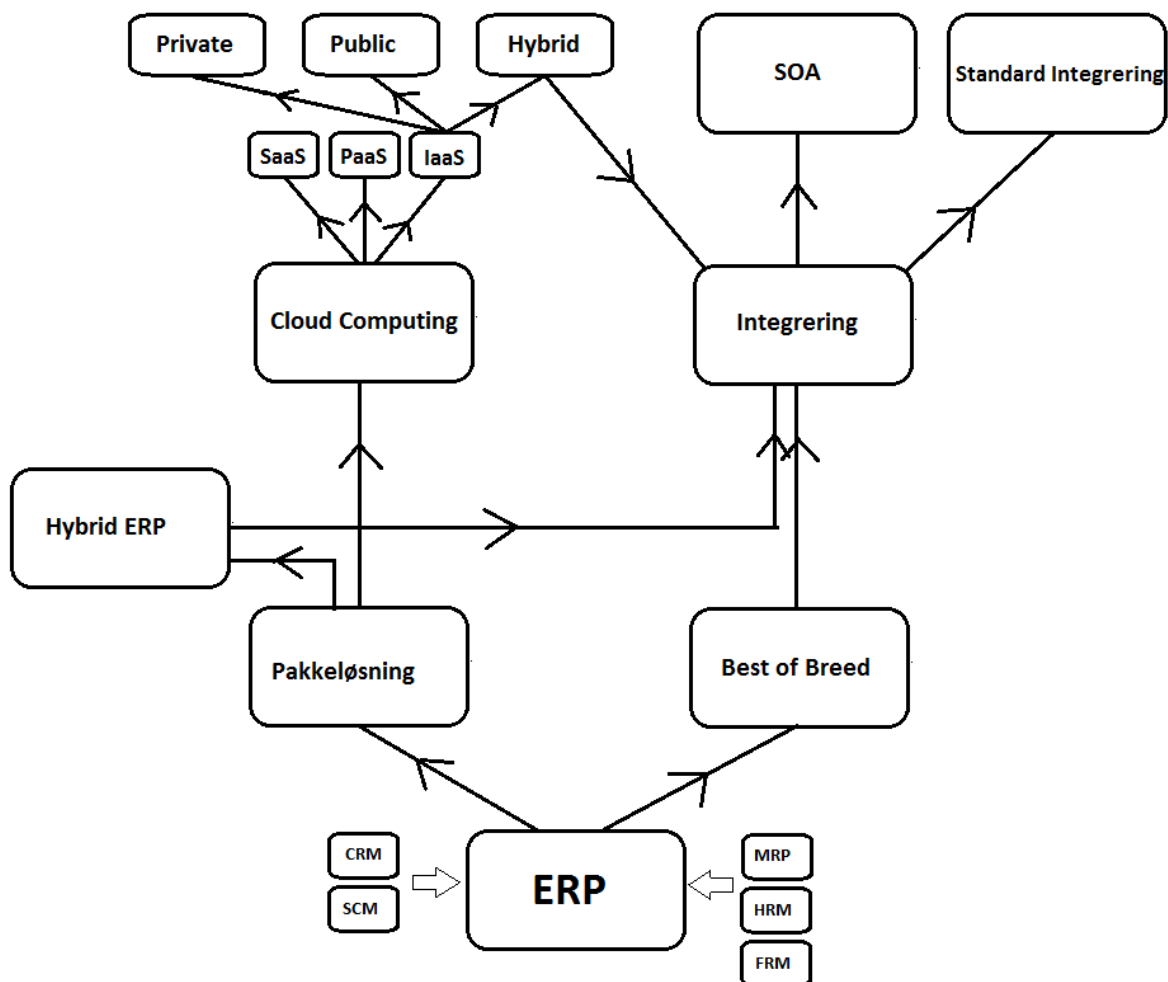 Private
Public
Hybrid
SOA
Standard Integrering
SaaS
PaaS
IaaS
Cloud Computing
Integrering
Hybrid ERP
Pakkeløsning
Best of Breed
CRM
SCM
ERP
MRP
HRM
FRM